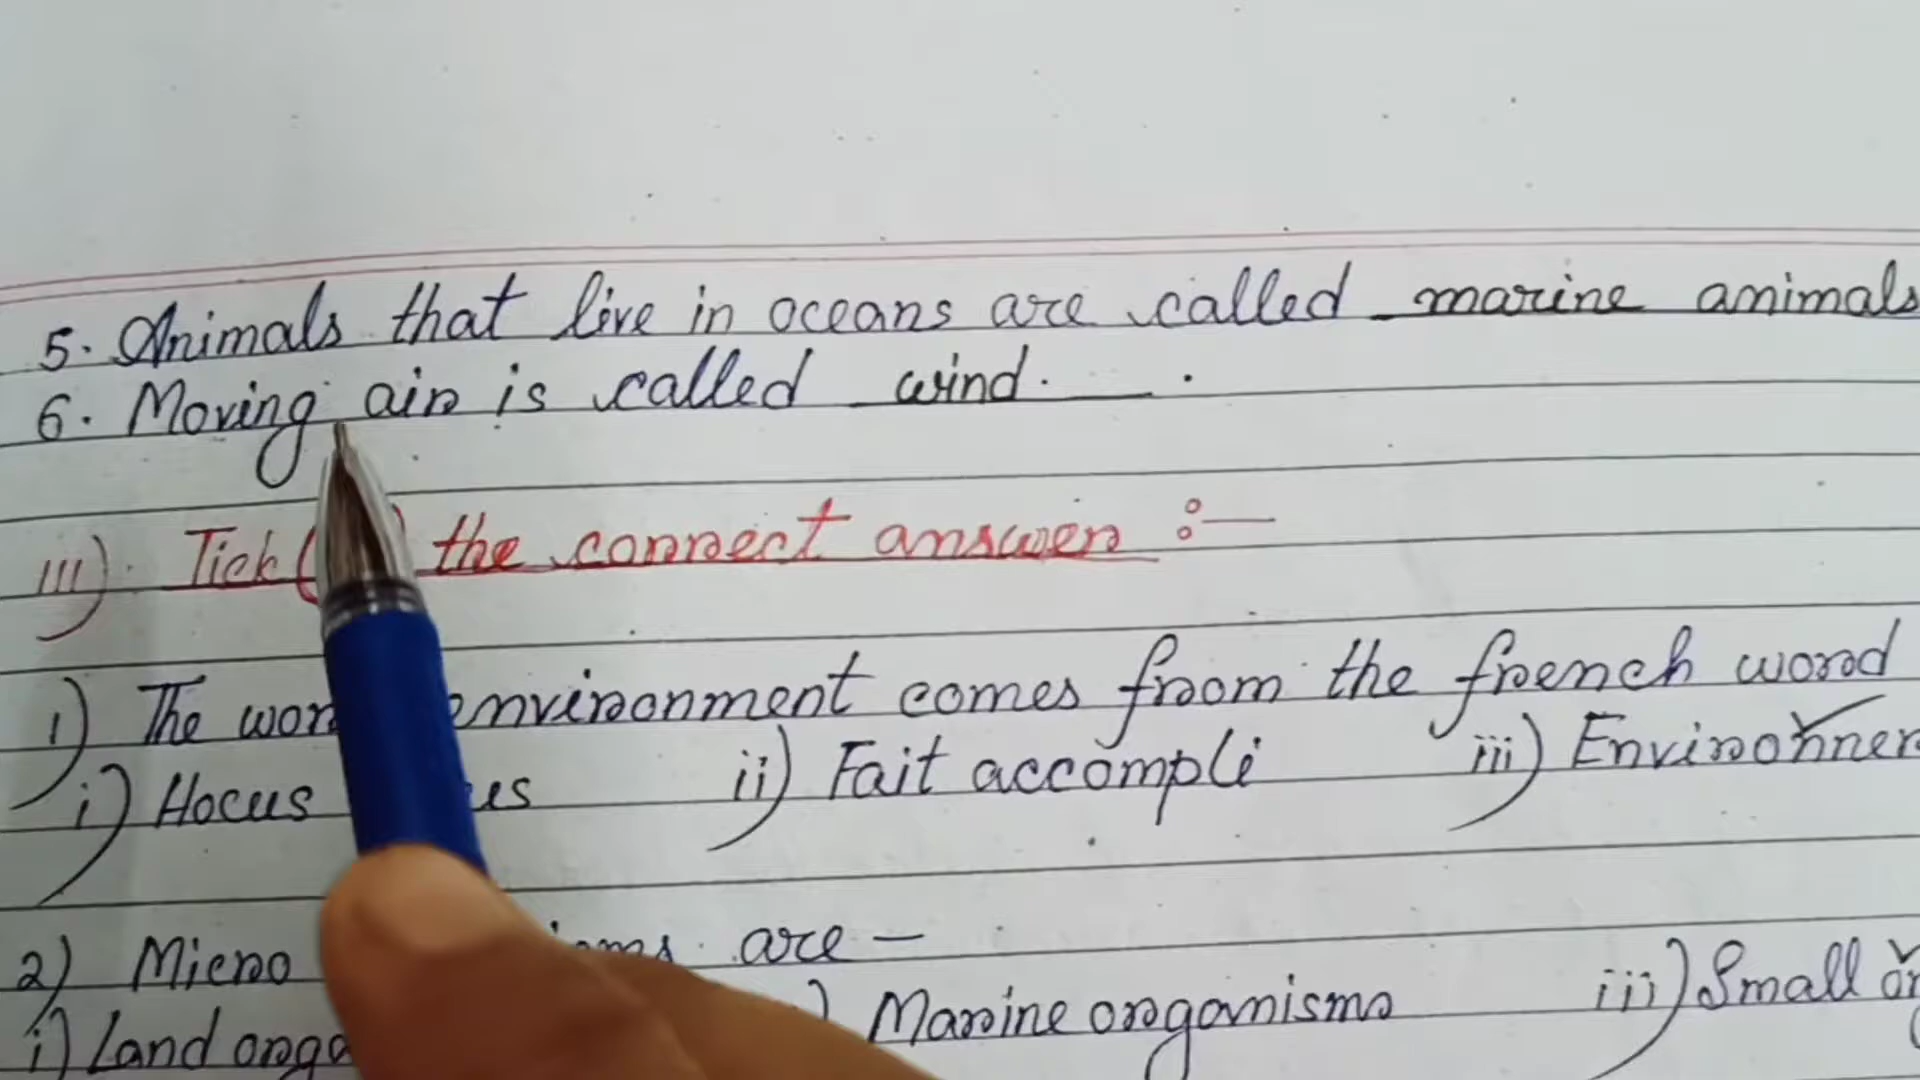 5. Animals that live in oceans are called marine animals
6. Moving air is called wind.
III) Tick ( ) the correct answer :—
1) The environment comes from the french word
i) Hocus ii) Fait accompli iii)
2) Micro are —
i) Land Marine organisms iii) Small